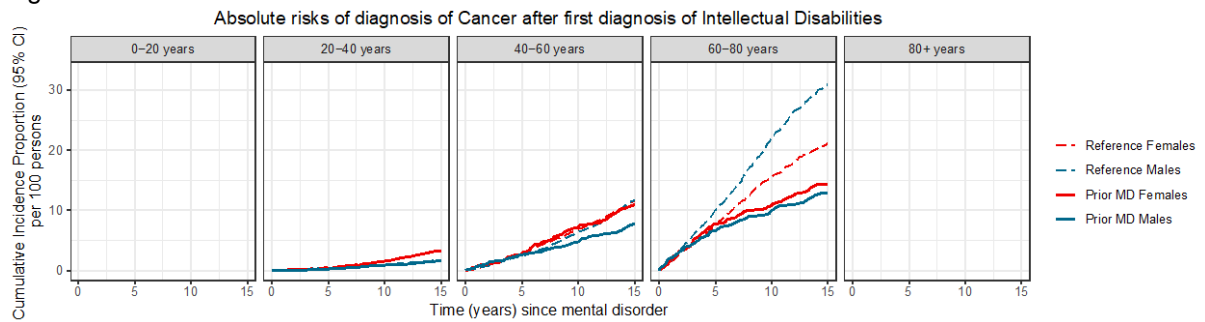 Absolute risks of diagnosis of Cancer after first diagnosis of Intellectual Disabilities
Cumulative Incidence Proportion (95% CI)
per 100 persons
0−20 years
20−40 years
40−60 years
60−80 years
80+ years
30
20
10
0
0 5 10 15
0 5 10 15
0 5 10 15
0 5 10 15
0 5 10 15
Time (years) since mental disorder
Reference Females
Reference Males
Prior MD Females
Prior MD Males